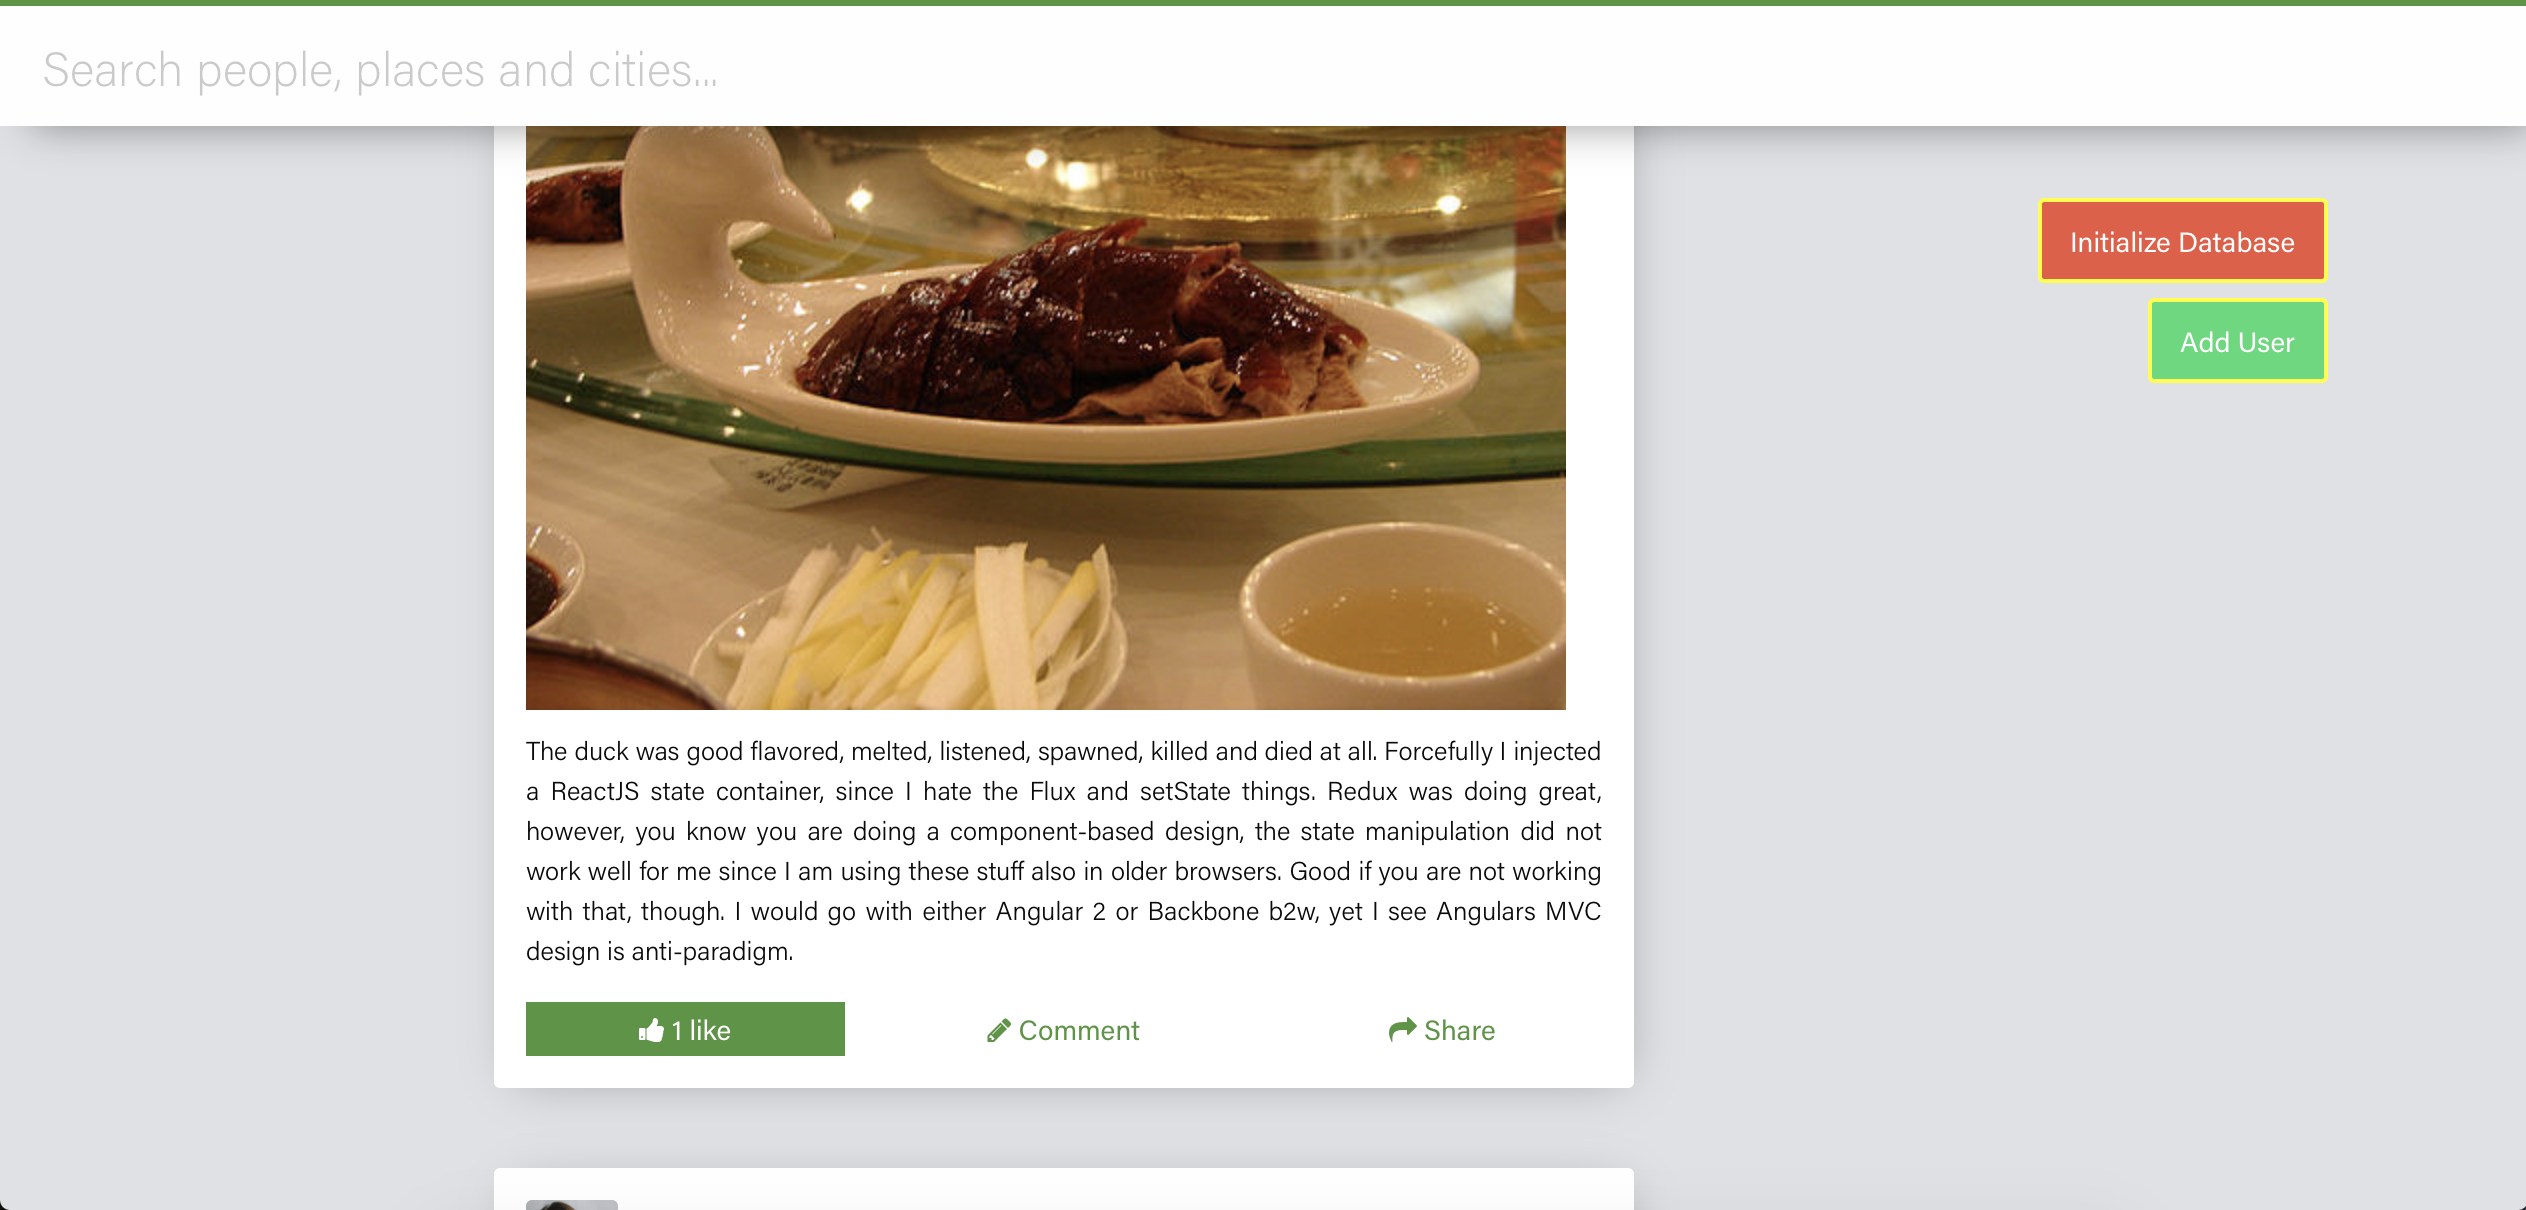 Search people, places and cities...
Initialize Database
Add User
The duck was good flavored, melted, listened, spawned, killed and died at all. Forcefully I injected
a ReactJS state container, since I hate the Flux and setState things. Redux was doing great,
however, you know you are doing a component-based design, the state manipulation did not
work well for me since I am using these stuff also in older browsers. Good if you are not working
with that, though. I would go with either Angular 2 or Backbone b2w, yet I see Angulars MVC
design is anti-paradigm.
1 like
Comment
Share